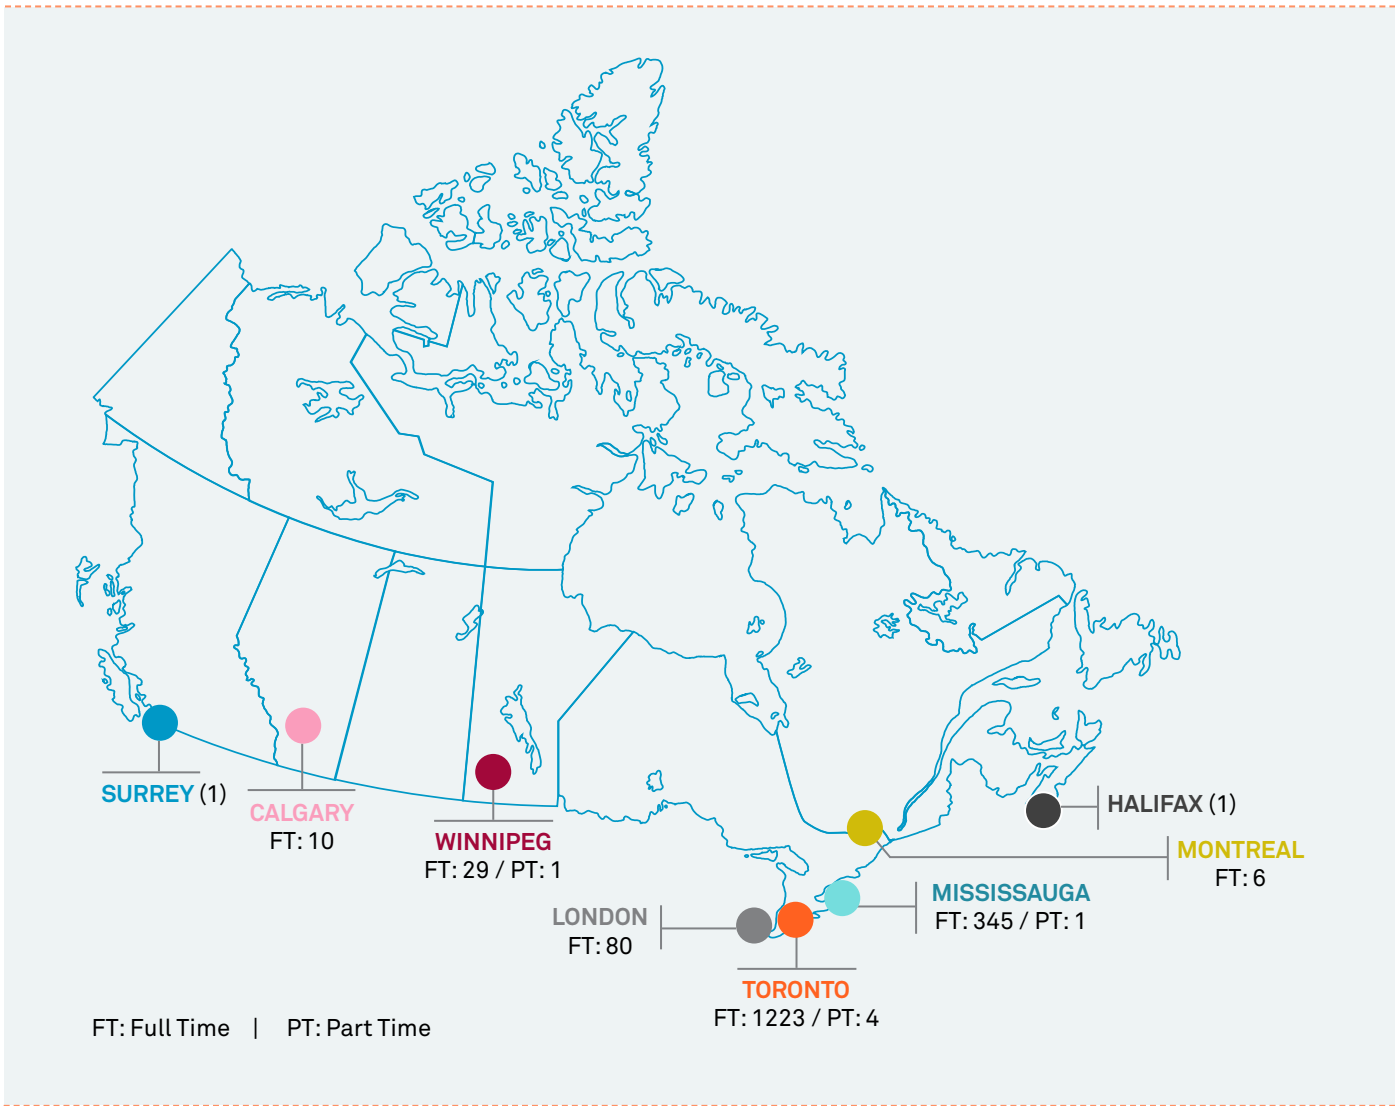 SURREY (1)
CALGARY
FT: 10
WINNIPEG
FT: 29 / PT: 1
HALIFAX (1)
MONTREAL
FT: 6
MISSISSAUGA
FT: 345 / PT: 1
LONDON
FT: 80
TORONTO
FT: 1223 / PT: 4
FT: Full Time | PT: Part Time